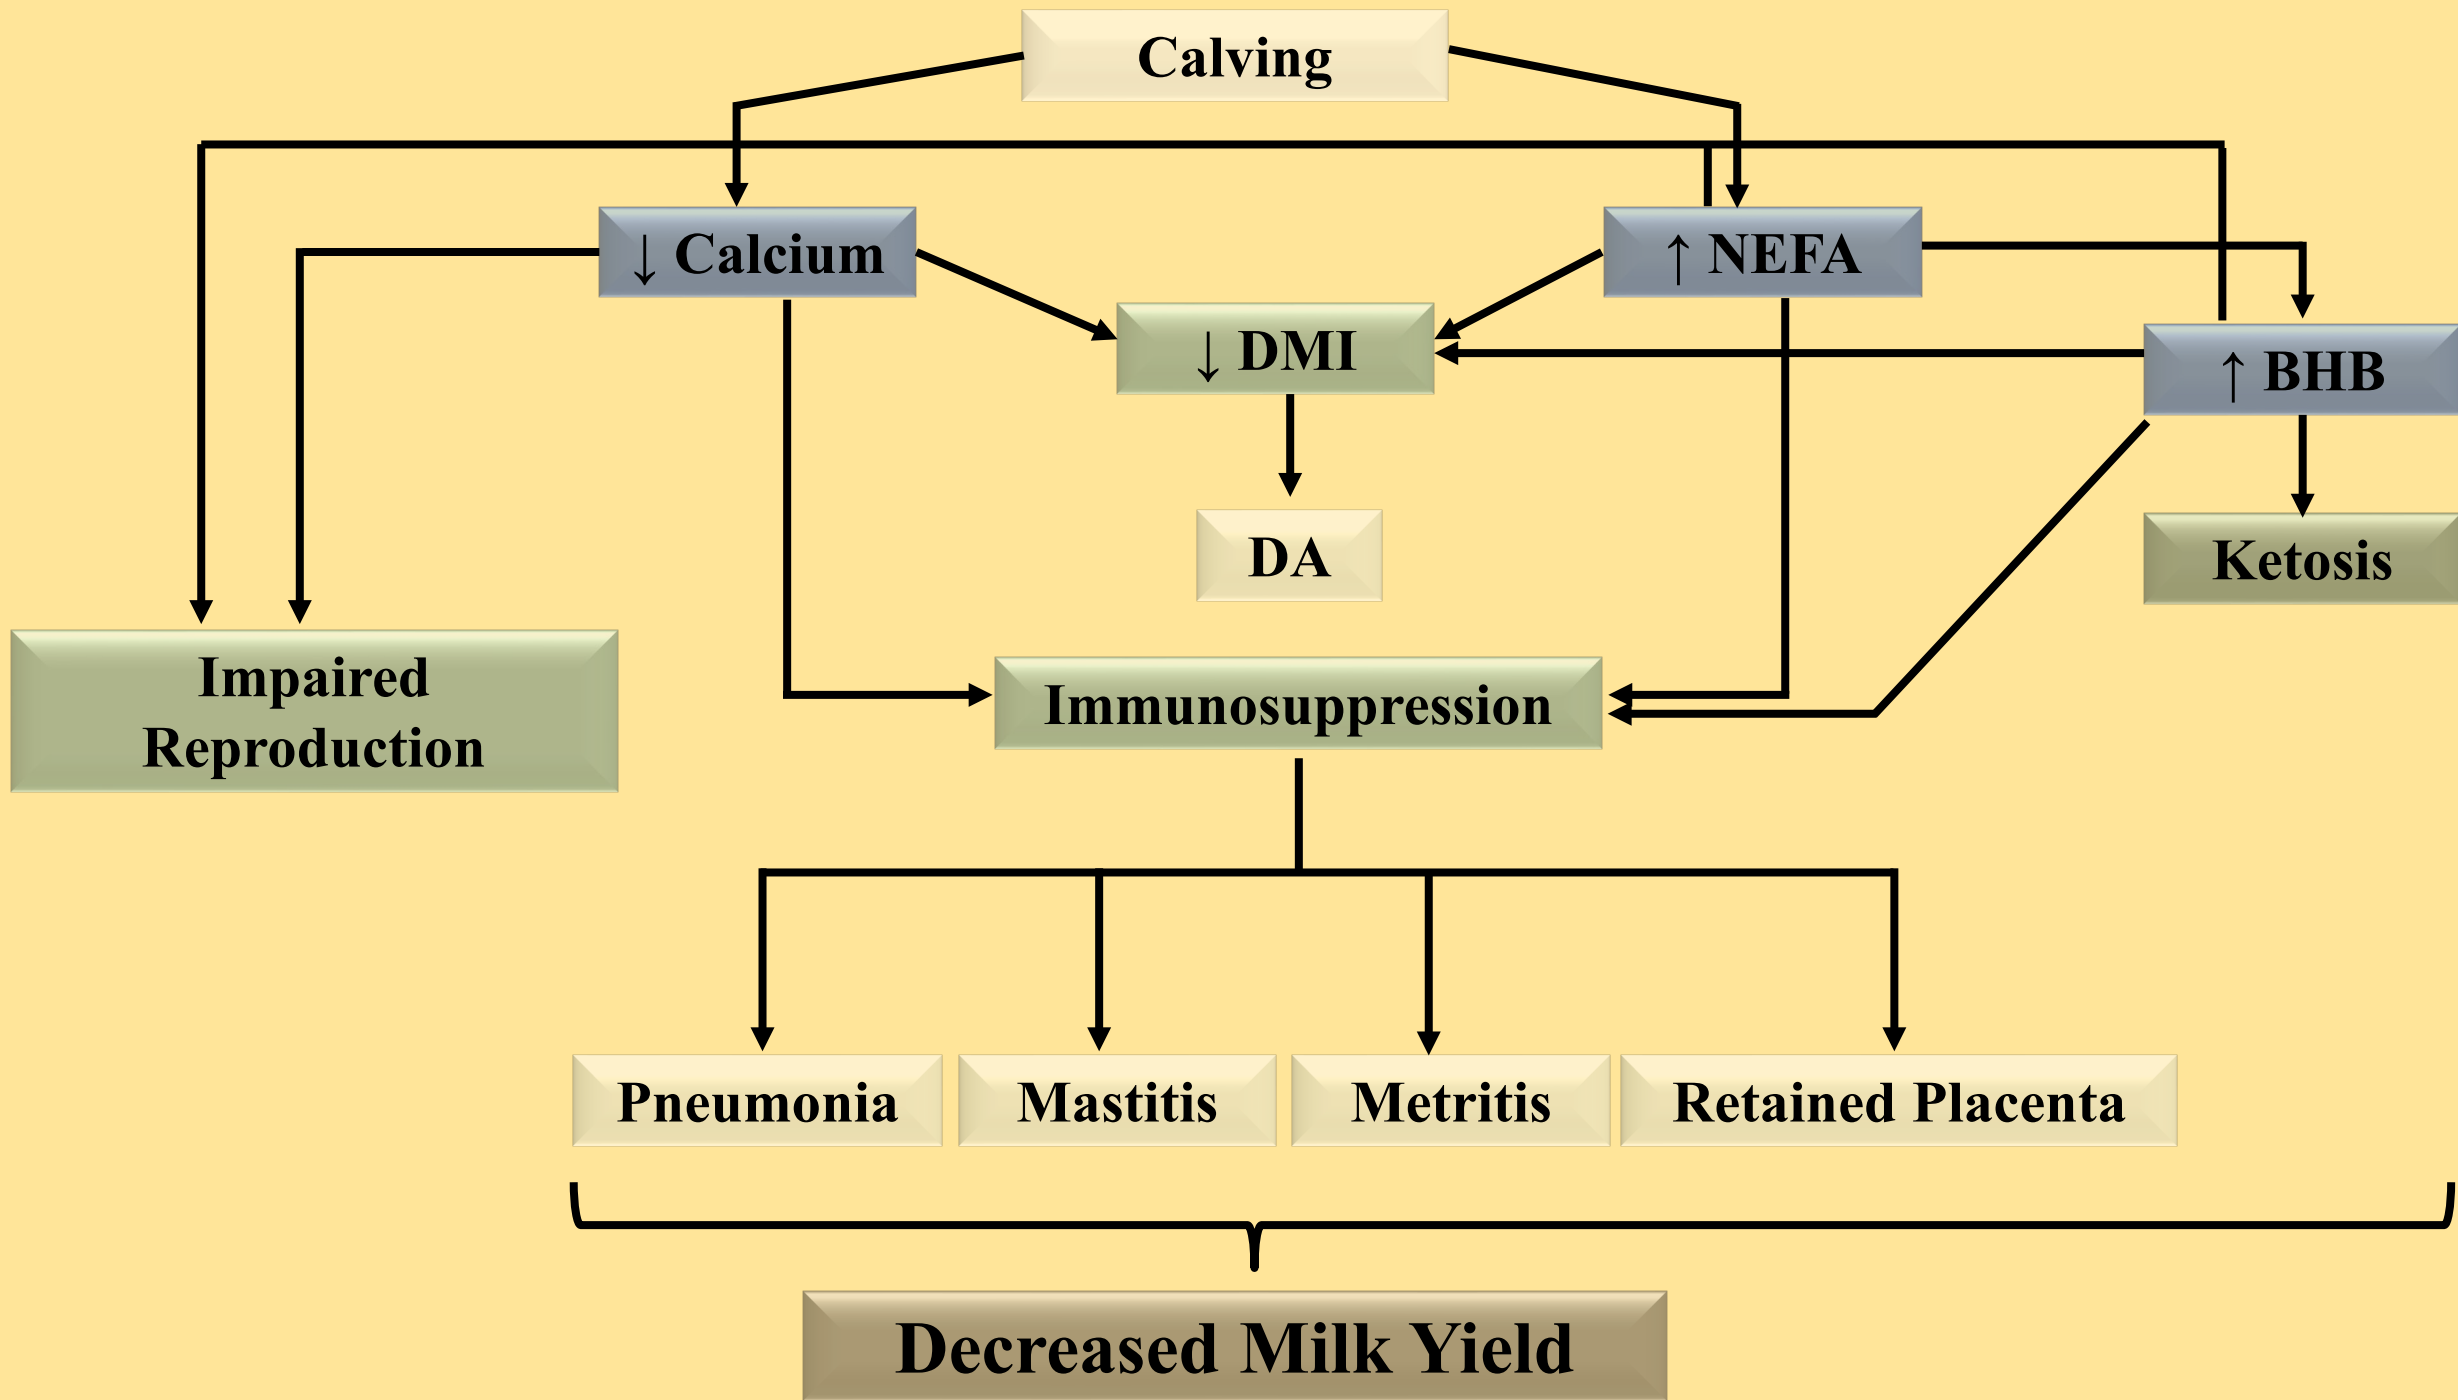 Calving
↓ Calcium
↑ NEFA
↓ DMI
↑ BHB
DA
Ketosis
Impaired
Reproduction
Immunosuppression
Pneumonia
Mastitis
Metritis
Retained Placenta
Decreased Milk Yield